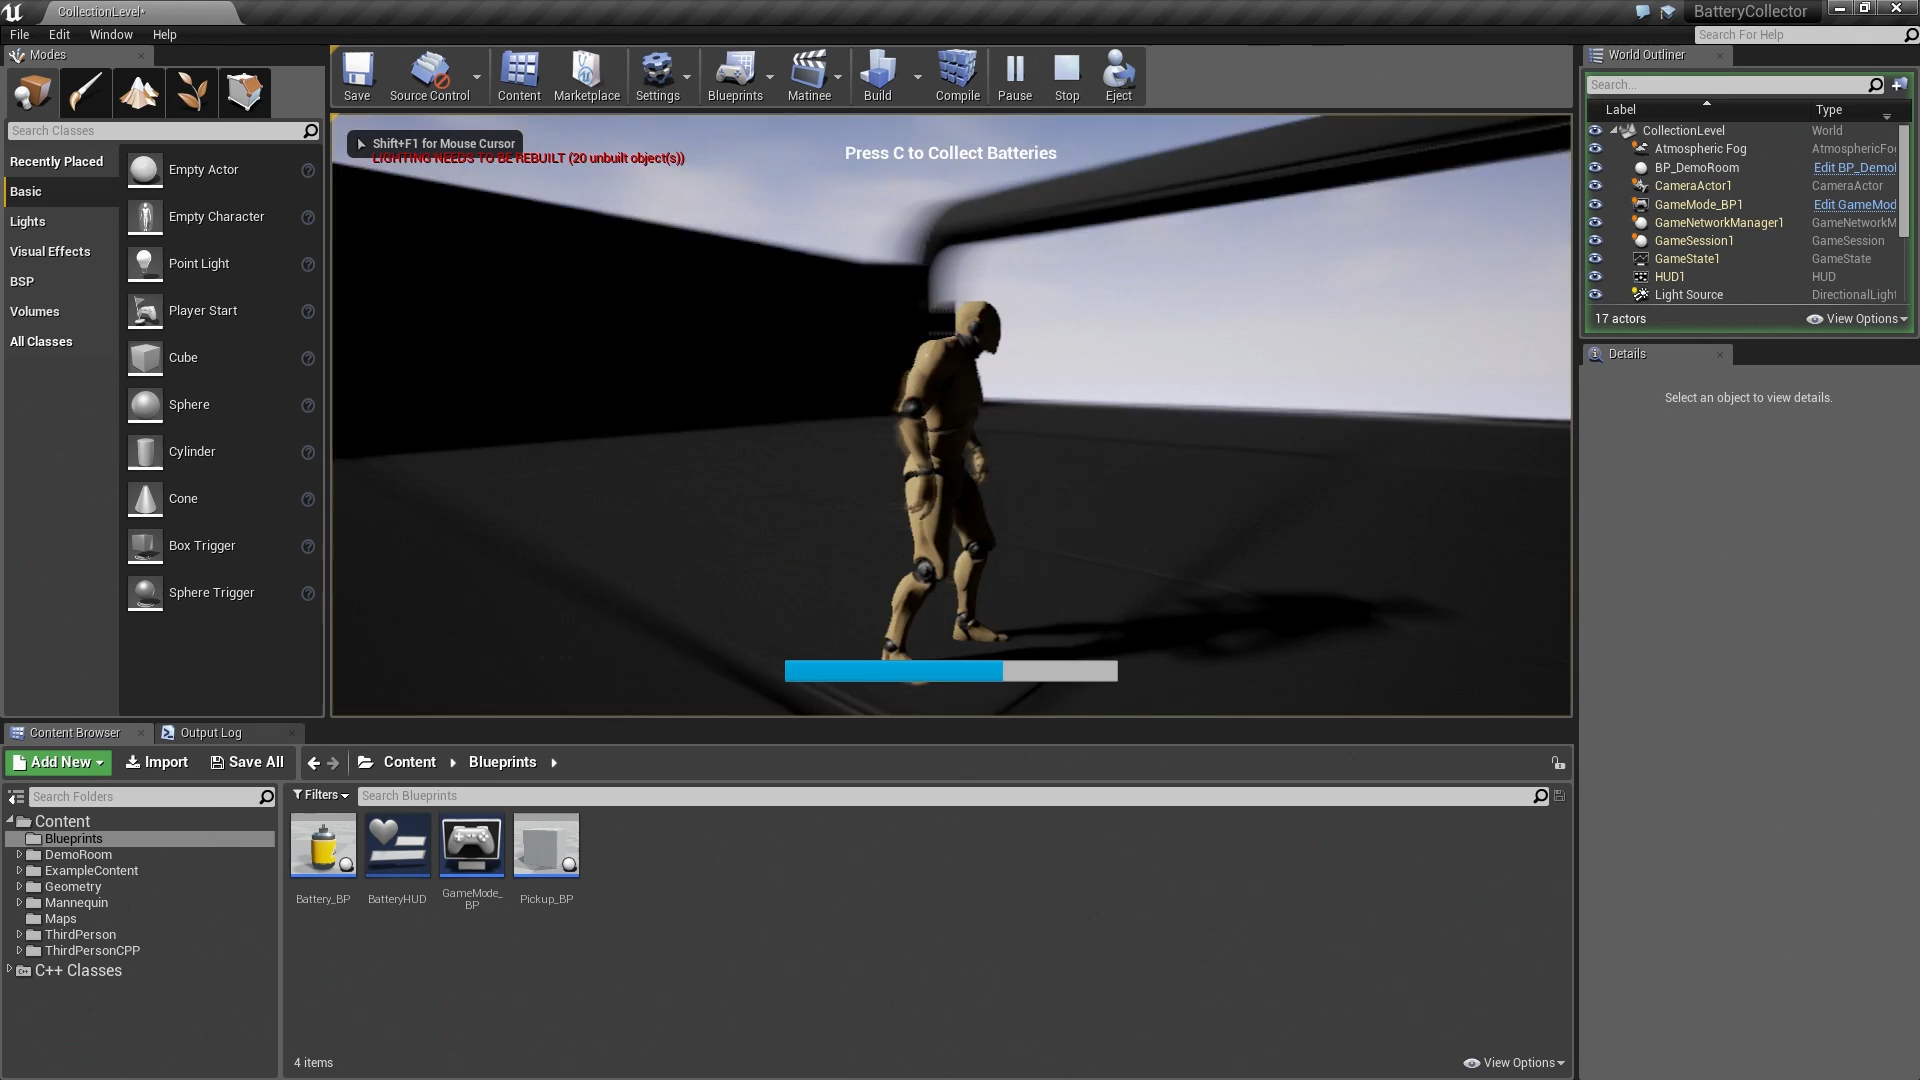 CollectionLevel*
BatteryCollector
File Edit Window Help
Search For Help
Modes
Search Classes
Recently Placed
Basic
Lights
Visual Effects
BSP
Volumes
All Classes
Empty Actor
Empty Character
Point Light
Player Start
Cube
Sphere
Cylinder
Cone
Box Trigger
Sphere Trigger
Save Source Control Content Marketplace Settings Blueprints Matinee Build Compile Pause Stop Eject
Shift+F1 for Mouse Cursor
LIGHTING NEEDS TO BE REBUILT (20 unbuilt object(s))
Press C to Collect Batteries
World Outliner
Search...
Label Type
CollectionLevel World
Atmospheric Fog AtmosphericFog
BP_DemoRoom Edit BP_Demo
CameraActor1 CameraActor
GameMode_BP1 Edit GameMod
GameNetworkManager1 GameNetworkM
GameSession1 GameSession
GameState1 GameState
HUD1 HUD
Light Source DirectionalLight
17 actors View Options
Details
Select an object to view details.
Content Browser Output Log
Add New Import Save All Content Blueprints
Search Folders
Filters Search Blueprints
Content
Blueprints
DemoRoom
ExampleContent
Geometry
Mannequin
Maps
ThirdPerson
ThirdPersonCPP
C++ Classes
Battery_BP BatteryHUD GameMode_
BP Pickup_BP
4 items View Options